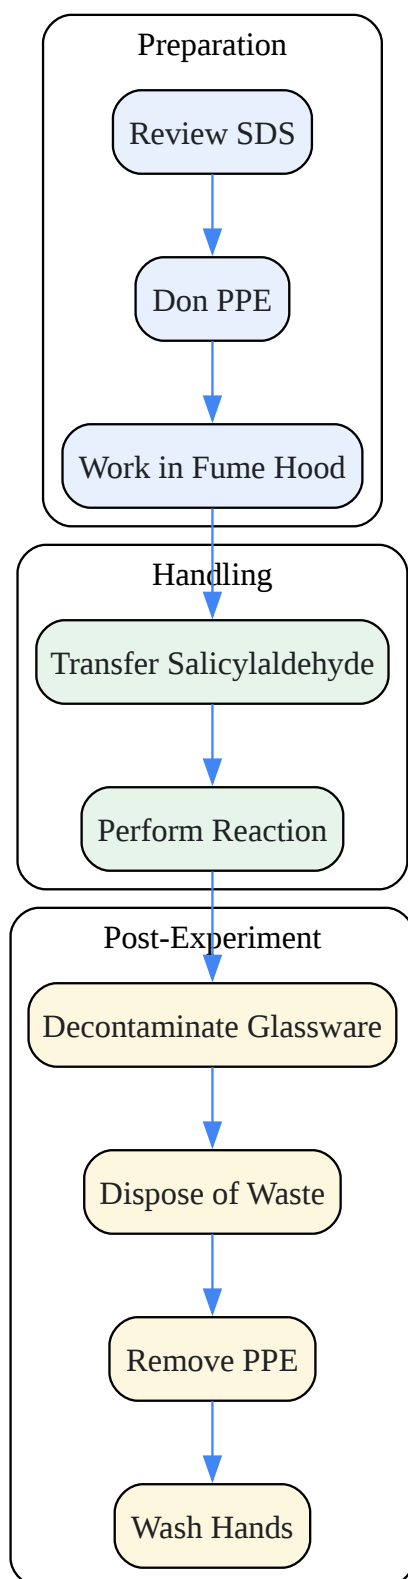 Preparation
Review SDS
Don PPE
Work in Fume Hood
Handling
Transfer Salicylaldehyde
Perform Reaction
Post-Experiment
Decontaminate Glassware
Dispose of Waste
Remove PPE
Wash Hands